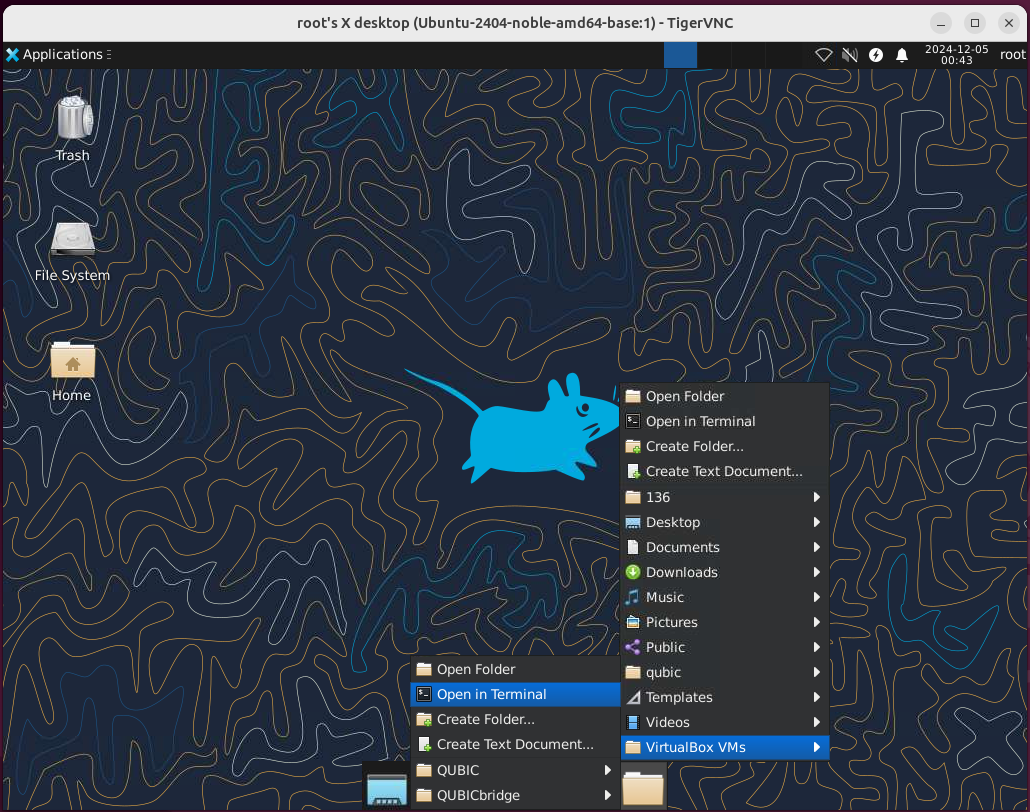 root's X desktop (Ubuntu-2404-noble-amd64-base:1) - TigerVNC
Applications
2024-12-05
00:43
root
Trash
File System
Home
Open Folder
Open in Terminal
Create Folder...
Create Text Document...
136
Desktop
Documents
Downloads
Music
Pictures
Public
qubic
Templates
Videos
VirtualBox VMs
Open Folder
Open in Terminal
Create Folder...
Create Text Document...
QUBIC
QUBICbridge